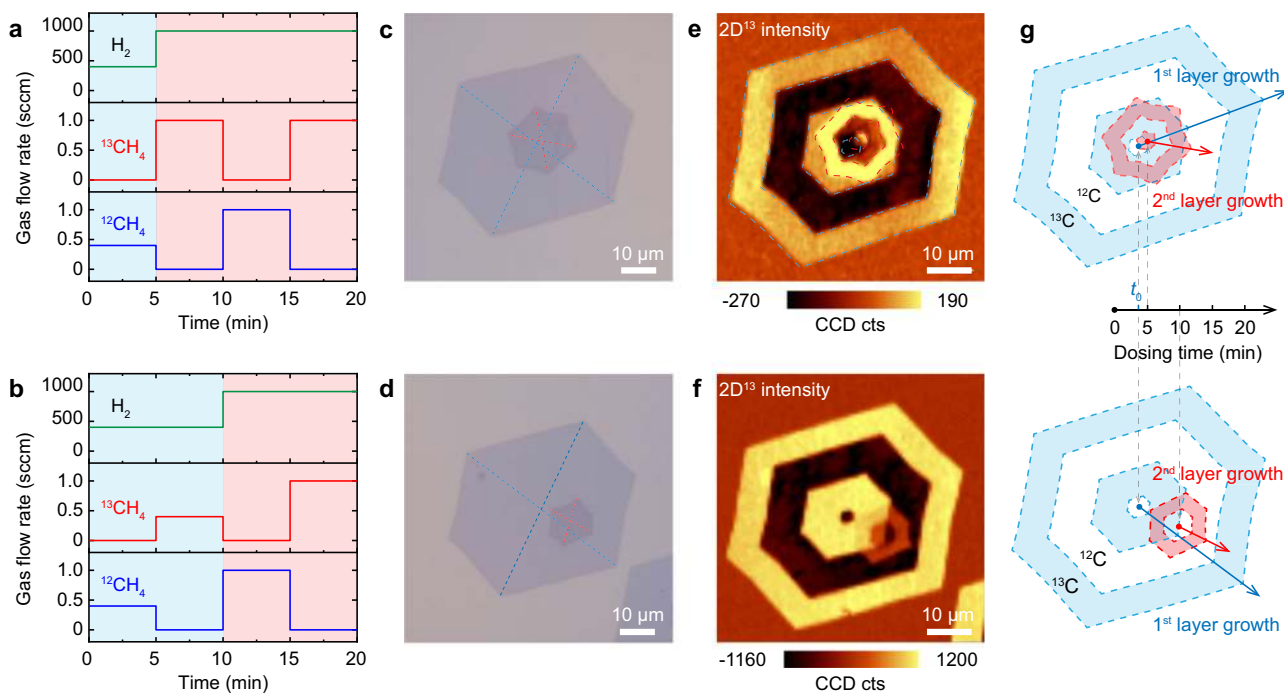 a
Gas flow rate (sccm)
1000
500
0
H₂
1.0
0.5
0
¹³CH₄
1.0
0.5
0
¹²CH₄
0 5 10 15 20
Time (min)
c
10 µm
e
2D¹³ intensity
10 µm
-270 190
CCD cts
g
1ˢᵗ layer growth
¹²C
2ⁿᵈ layer growth
¹³C
t₀
0 5 10 15 20
Dosing time (min)
b
Gas flow rate (sccm)
1000
500
0
H₂
1.0
0.5
0
¹³CH₄
1.0
0.5
0
¹²CH₄
0 5 10 15 20
Time (min)
d
10 µm
f
2D¹³ intensity
10 µm
-1160 1200
CCD cts
2ⁿᵈ layer growth
¹²C
¹³C
1ˢᵗ layer growth